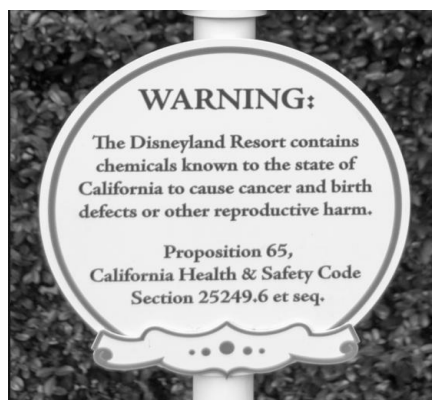 WARNING:
The Disneyland Resort contains
chemicals known to the state of
California to cause cancer and birth
defects or other reproductive harm.
Proposition 65,
California Health & Safety Code
Section 25249.6 et seq.